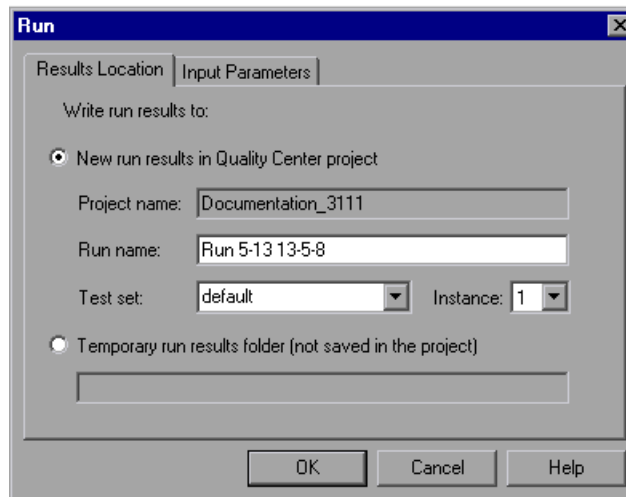 Run
Results Location Input Parameters
Write run results to:
New run results in Quality Center project
Project name: Documentation_3111
Run name: Run 5-13 13-5-8
Test set: default Instance: 1
Temporary run results folder (not saved in the project)
OK Cancel Help